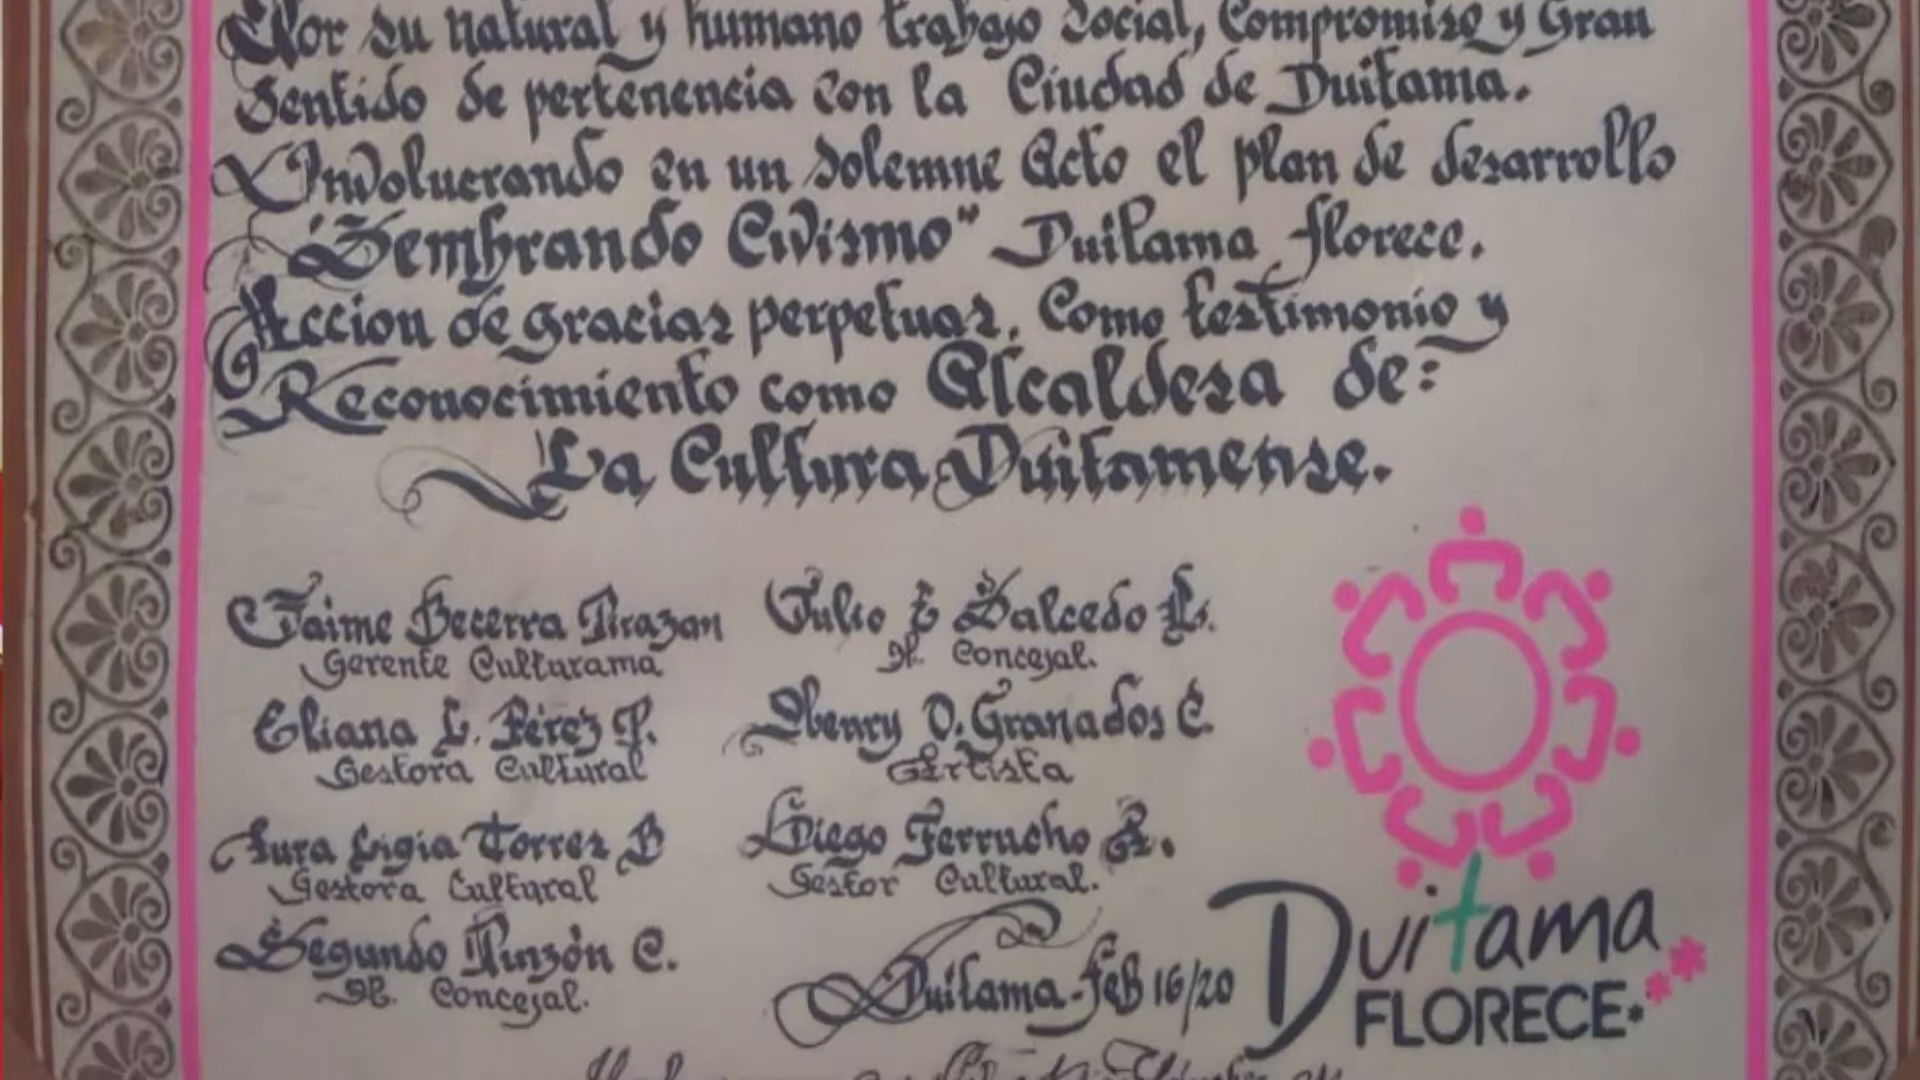 Por su natural y humano trabajo social, Compromiso y Gran
Sentido de pertenencia con la Ciudad de Duitama.
Involucrando en un solemne Acto el plan de desarrollo
"Sembrando Civismo" Duitama florece.
Accion de gracias perpetuas. Como testimonio y
Reconocimiento como Alcaldesa de:
La Cultura Duitamense.
Jaime Becerra Pirazan
Gerente Culturama
Eliana L. Pérez P.
Gestora Cultural
Aura Ligia Torres B
Gestora Cultural
Segundo Pinzón C.
H. Concejal.
Julio E Salcedo L.
H. Concejal.
Henry O. Granados C.
Artista
Diego Ferrucho R.
Gestor Cultural.
Duitama - Feb 16/20
Duitama
FLORECE